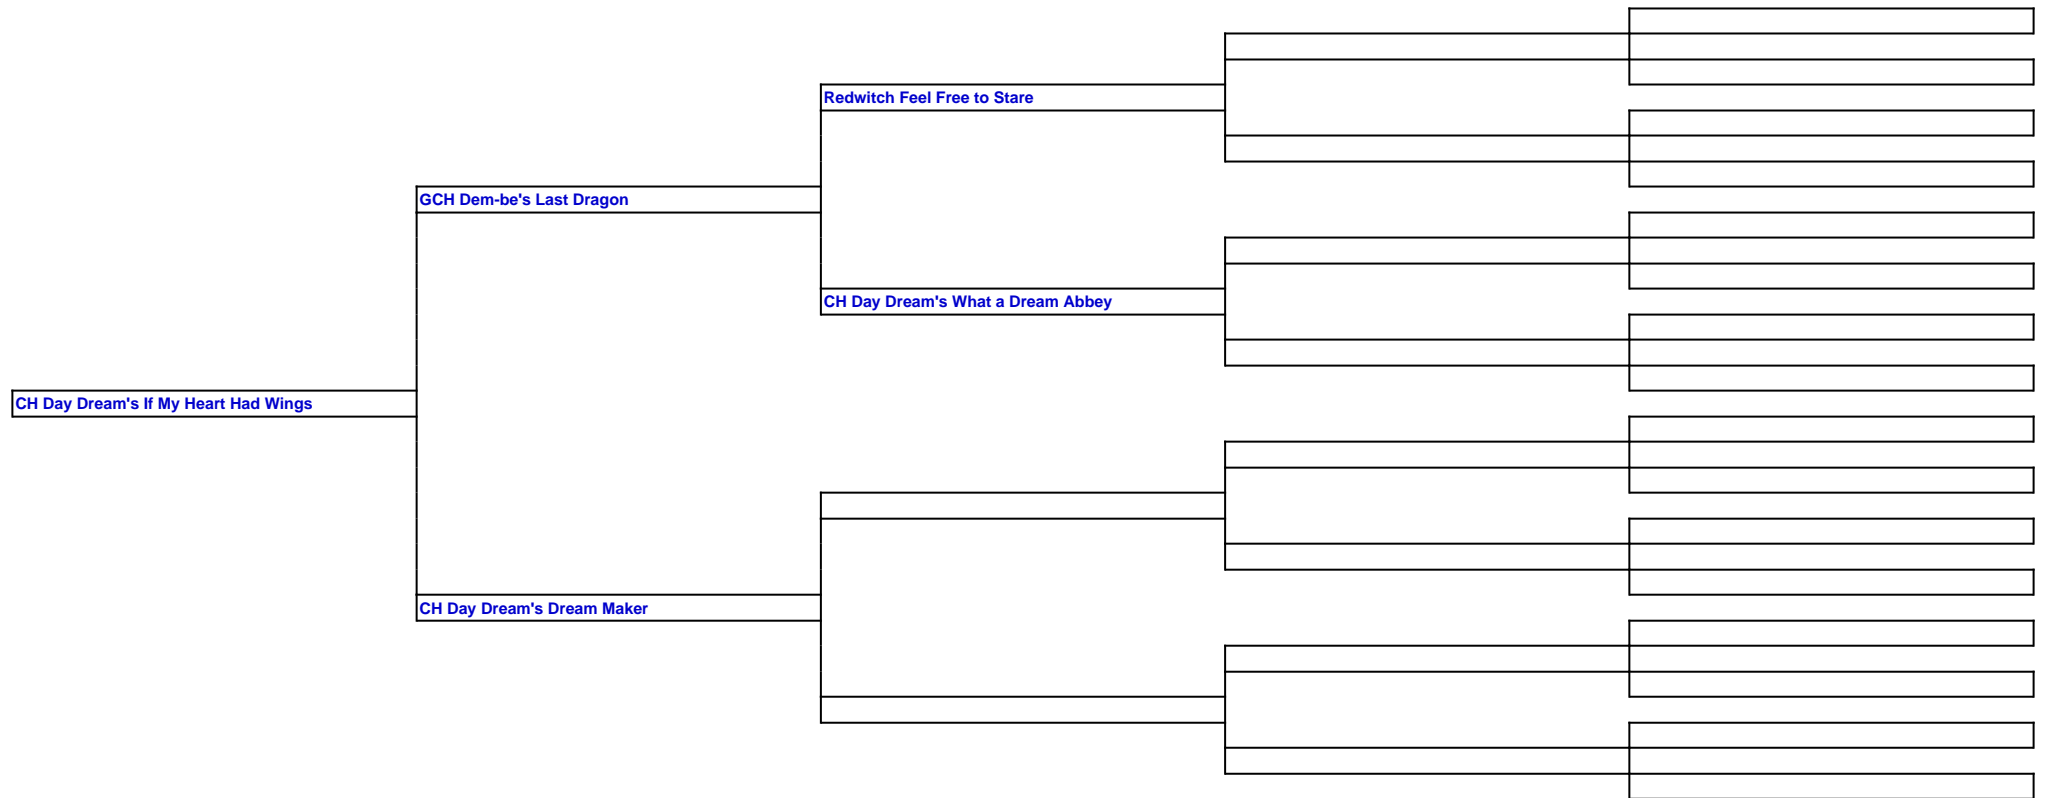 Redwitch Feel Free to Stare
GCH Dem-be's Last Dragon
CH Day Dream's What a Dream Abbey
CH Day Dream's If My Heart Had Wings
CH Day Dream's Dream Maker